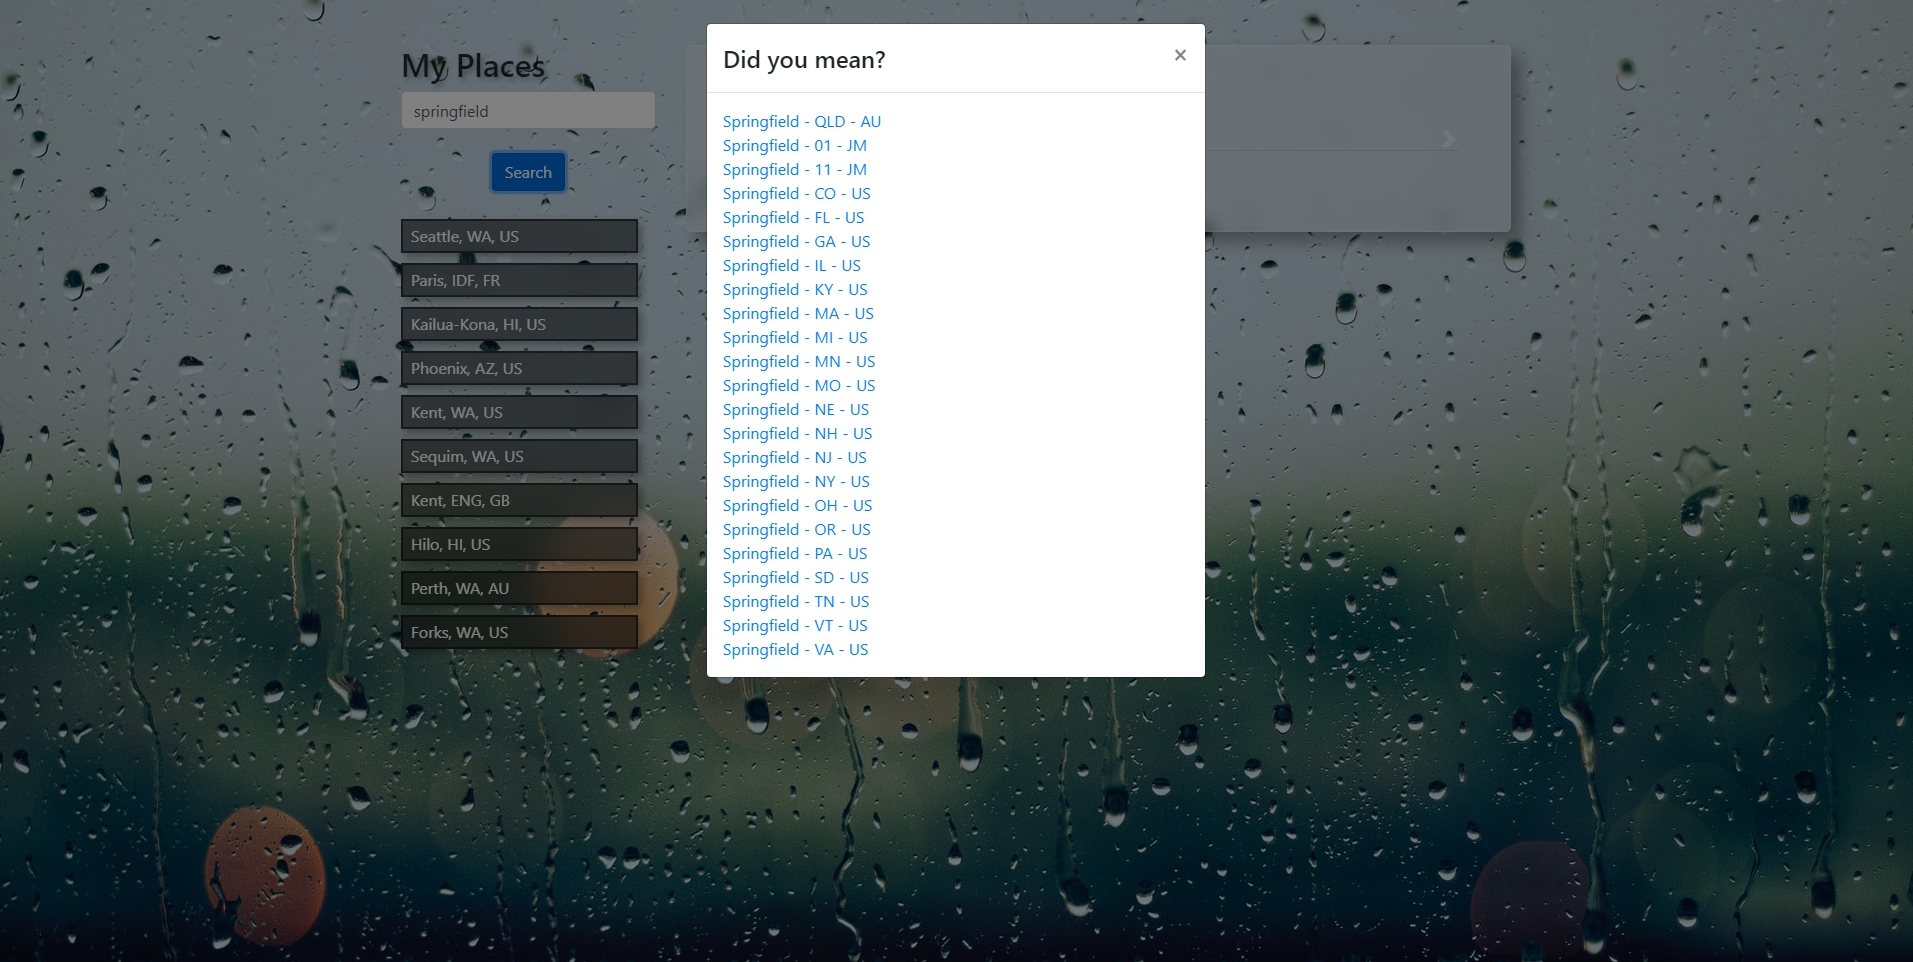 My Places
springfield
Search
Seattle, WA, US
Paris, IDF, FR
Kailua-Kona, HI, US
Phoenix, AZ, US
Kent, WA, US
Sequim, WA, US
Kent, ENG, GB
Hilo, HI, US
Perth, WA, AU
Forks, WA, US
Did you mean?
×
Springfield - QLD - AU
Springfield - 01 - JM
Springfield - 11 - JM
Springfield - CO - US
Springfield - FL - US
Springfield - GA - US
Springfield - IL - US
Springfield - KY - US
Springfield - MA - US
Springfield - MI - US
Springfield - MN - US
Springfield - MO - US
Springfield - NE - US
Springfield - NH - US
Springfield - NJ - US
Springfield - NY - US
Springfield - OH - US
Springfield - OR - US
Springfield - PA - US
Springfield - SD - US
Springfield - TN - US
Springfield - VT - US
Springfield - VA - US